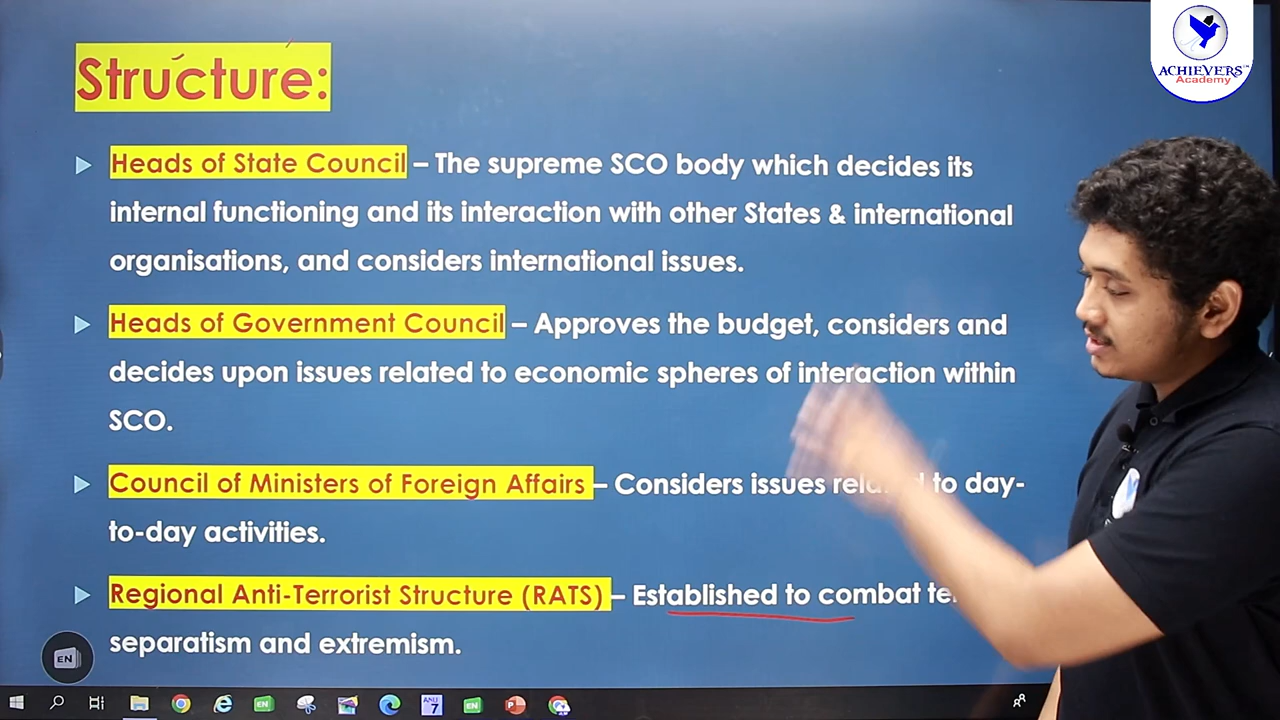 ACHIEVERS
Academy
Structure:
Heads of State Council – The supreme SCO body which decides its
internal functioning and its interaction with other States & international
organisations, and considers international issues.
Heads of Government Council – Approves the budget, considers and
decides upon issues related to economic spheres of interaction within
SCO.
Council of Ministers of Foreign Affairs – Considers issues to day-
to-day activities.
Regional Anti-Terrorist Structure (RATS) – Established to combat
separatism and extremism.
EN